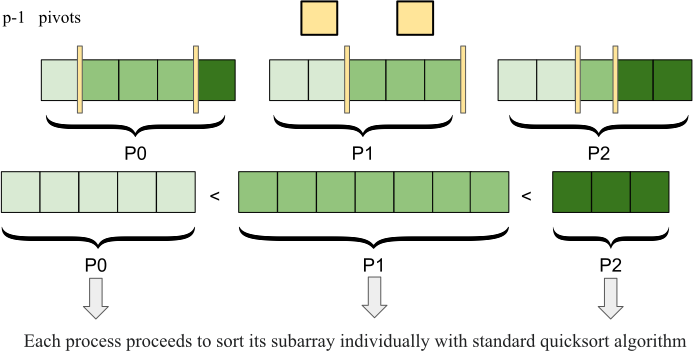 p-1 pivots
P0 P1 P2
< <
P0 P1 P2
Each process proceeds to sort its subarray individually with standard quicksort algorithm